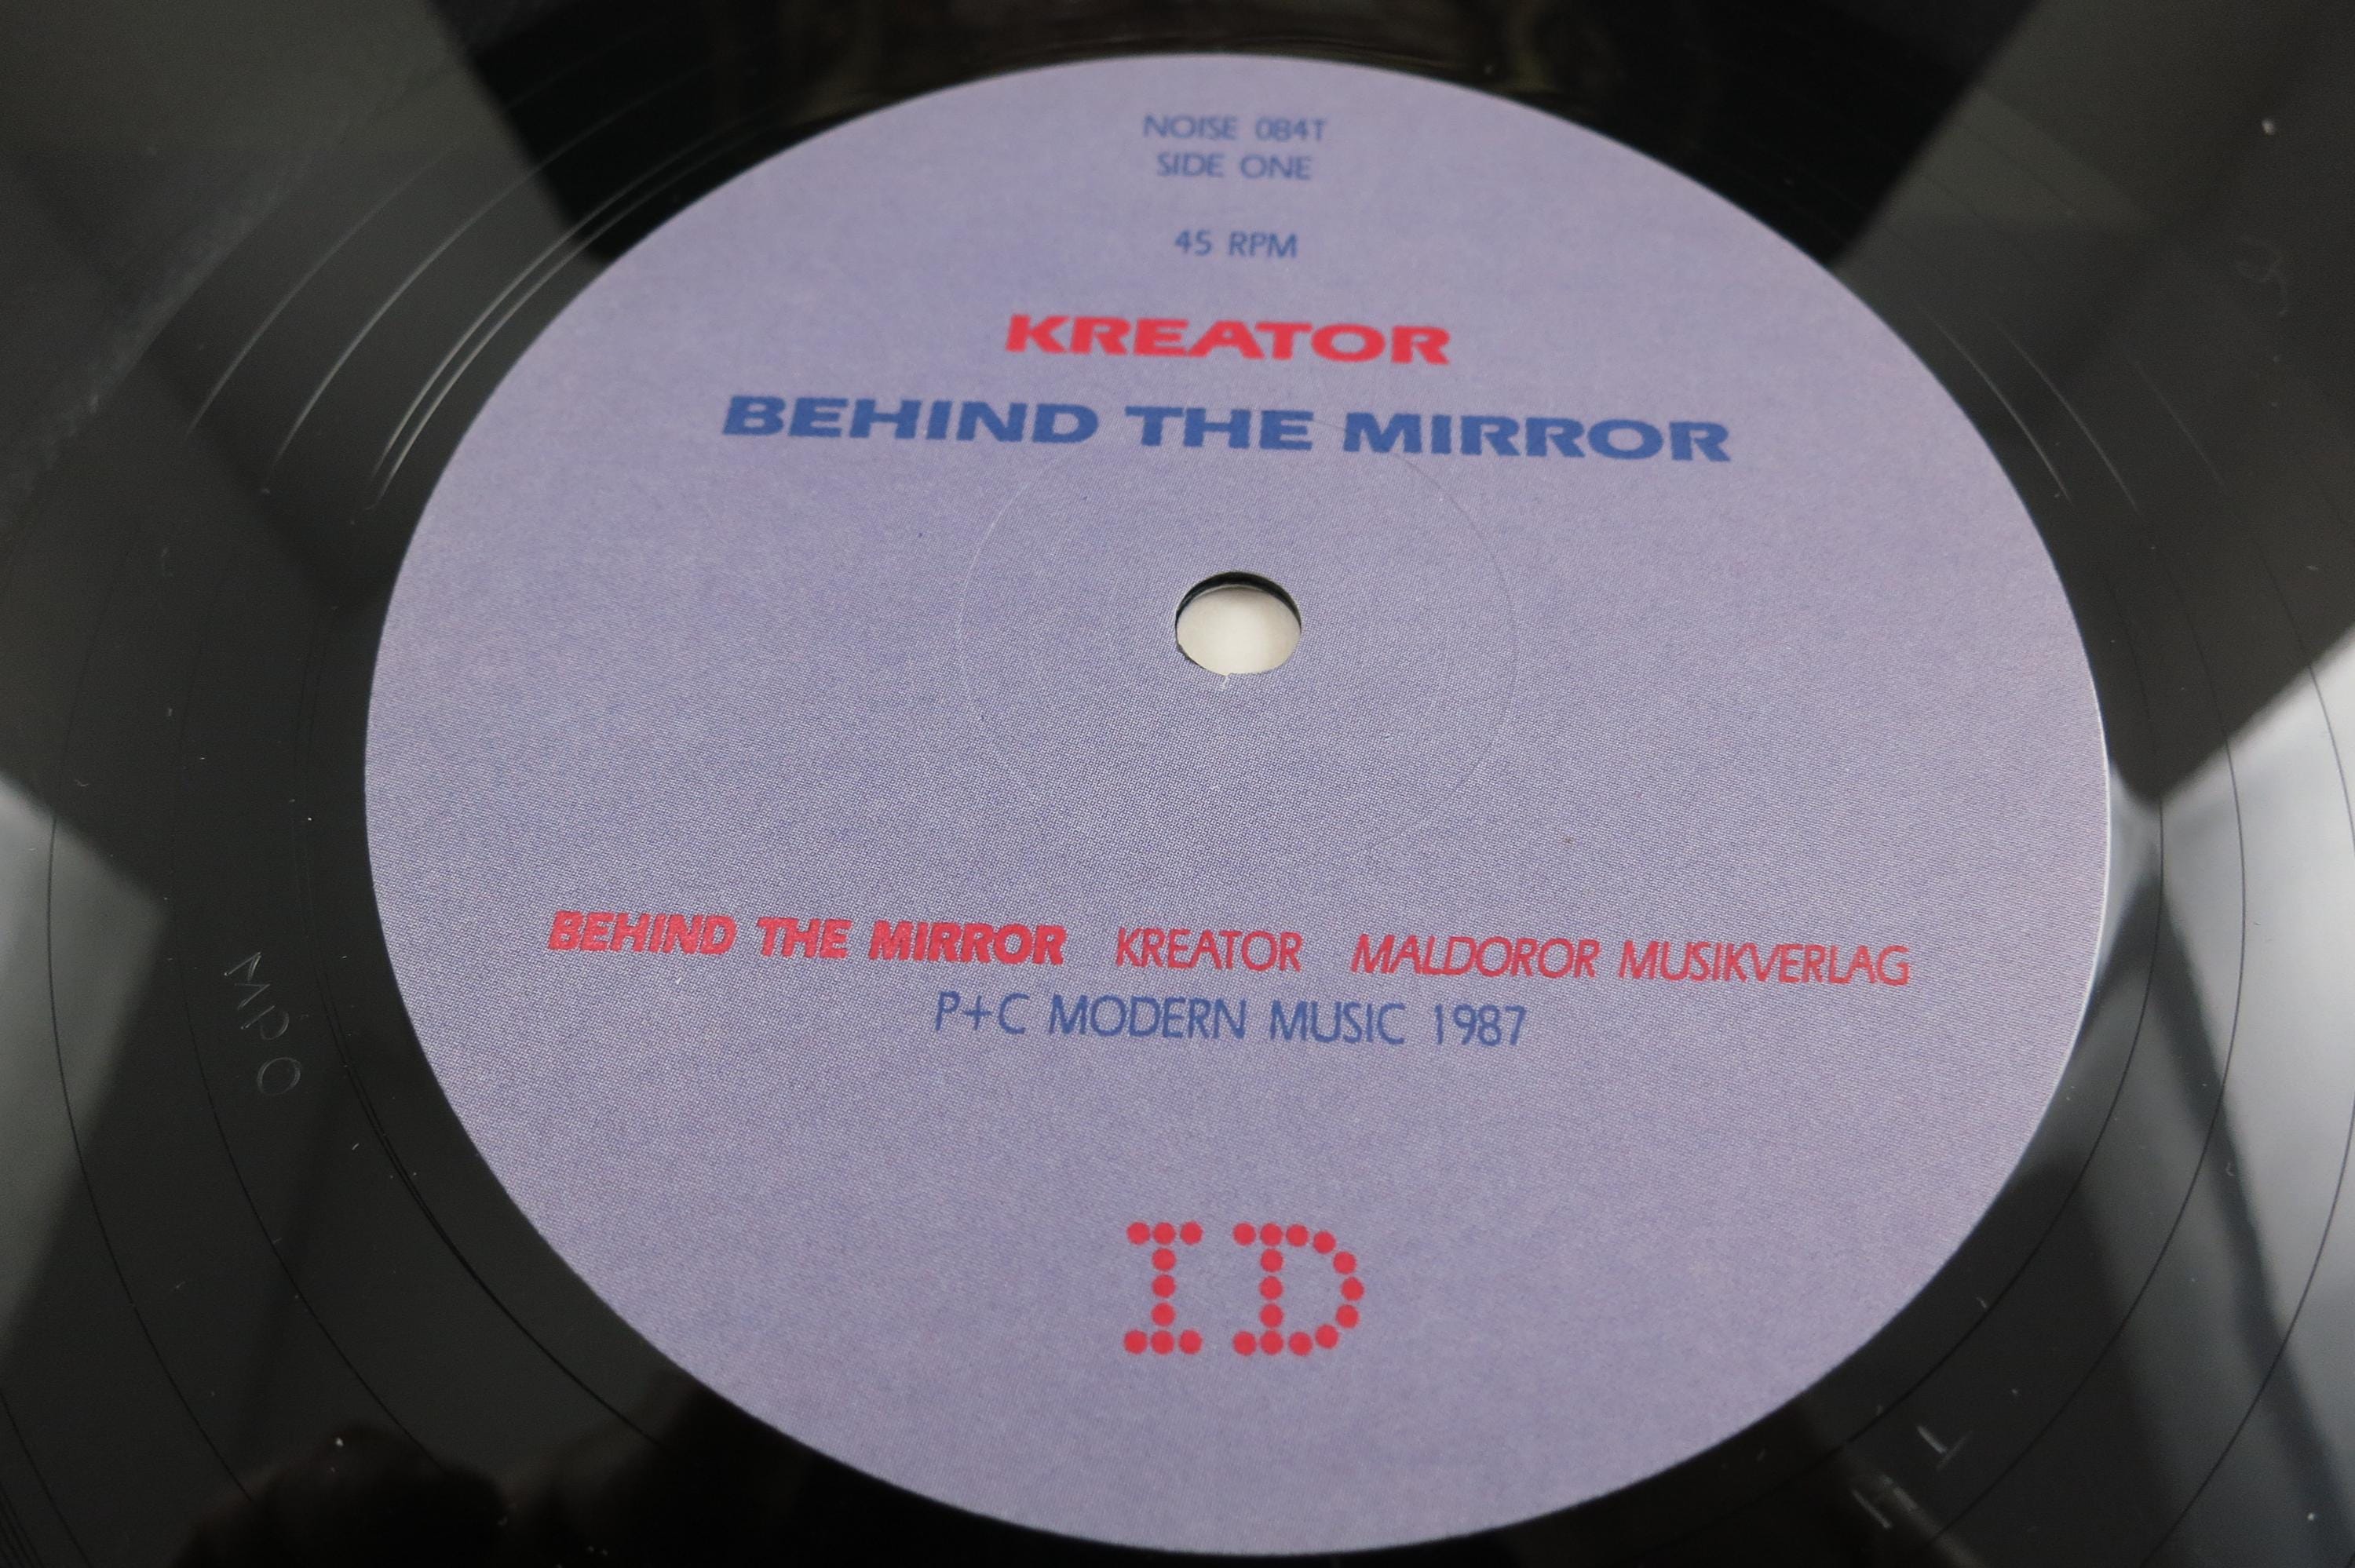 NOISE 084T
SIDE ONE
45 RPM
KREATOR
BEHIND THE MIRROR
BEHIND THE MIRROR KREATOR MALDOROR MUSIKVERLAG
P+C MODERN MUSIC 1987
ID
MPO